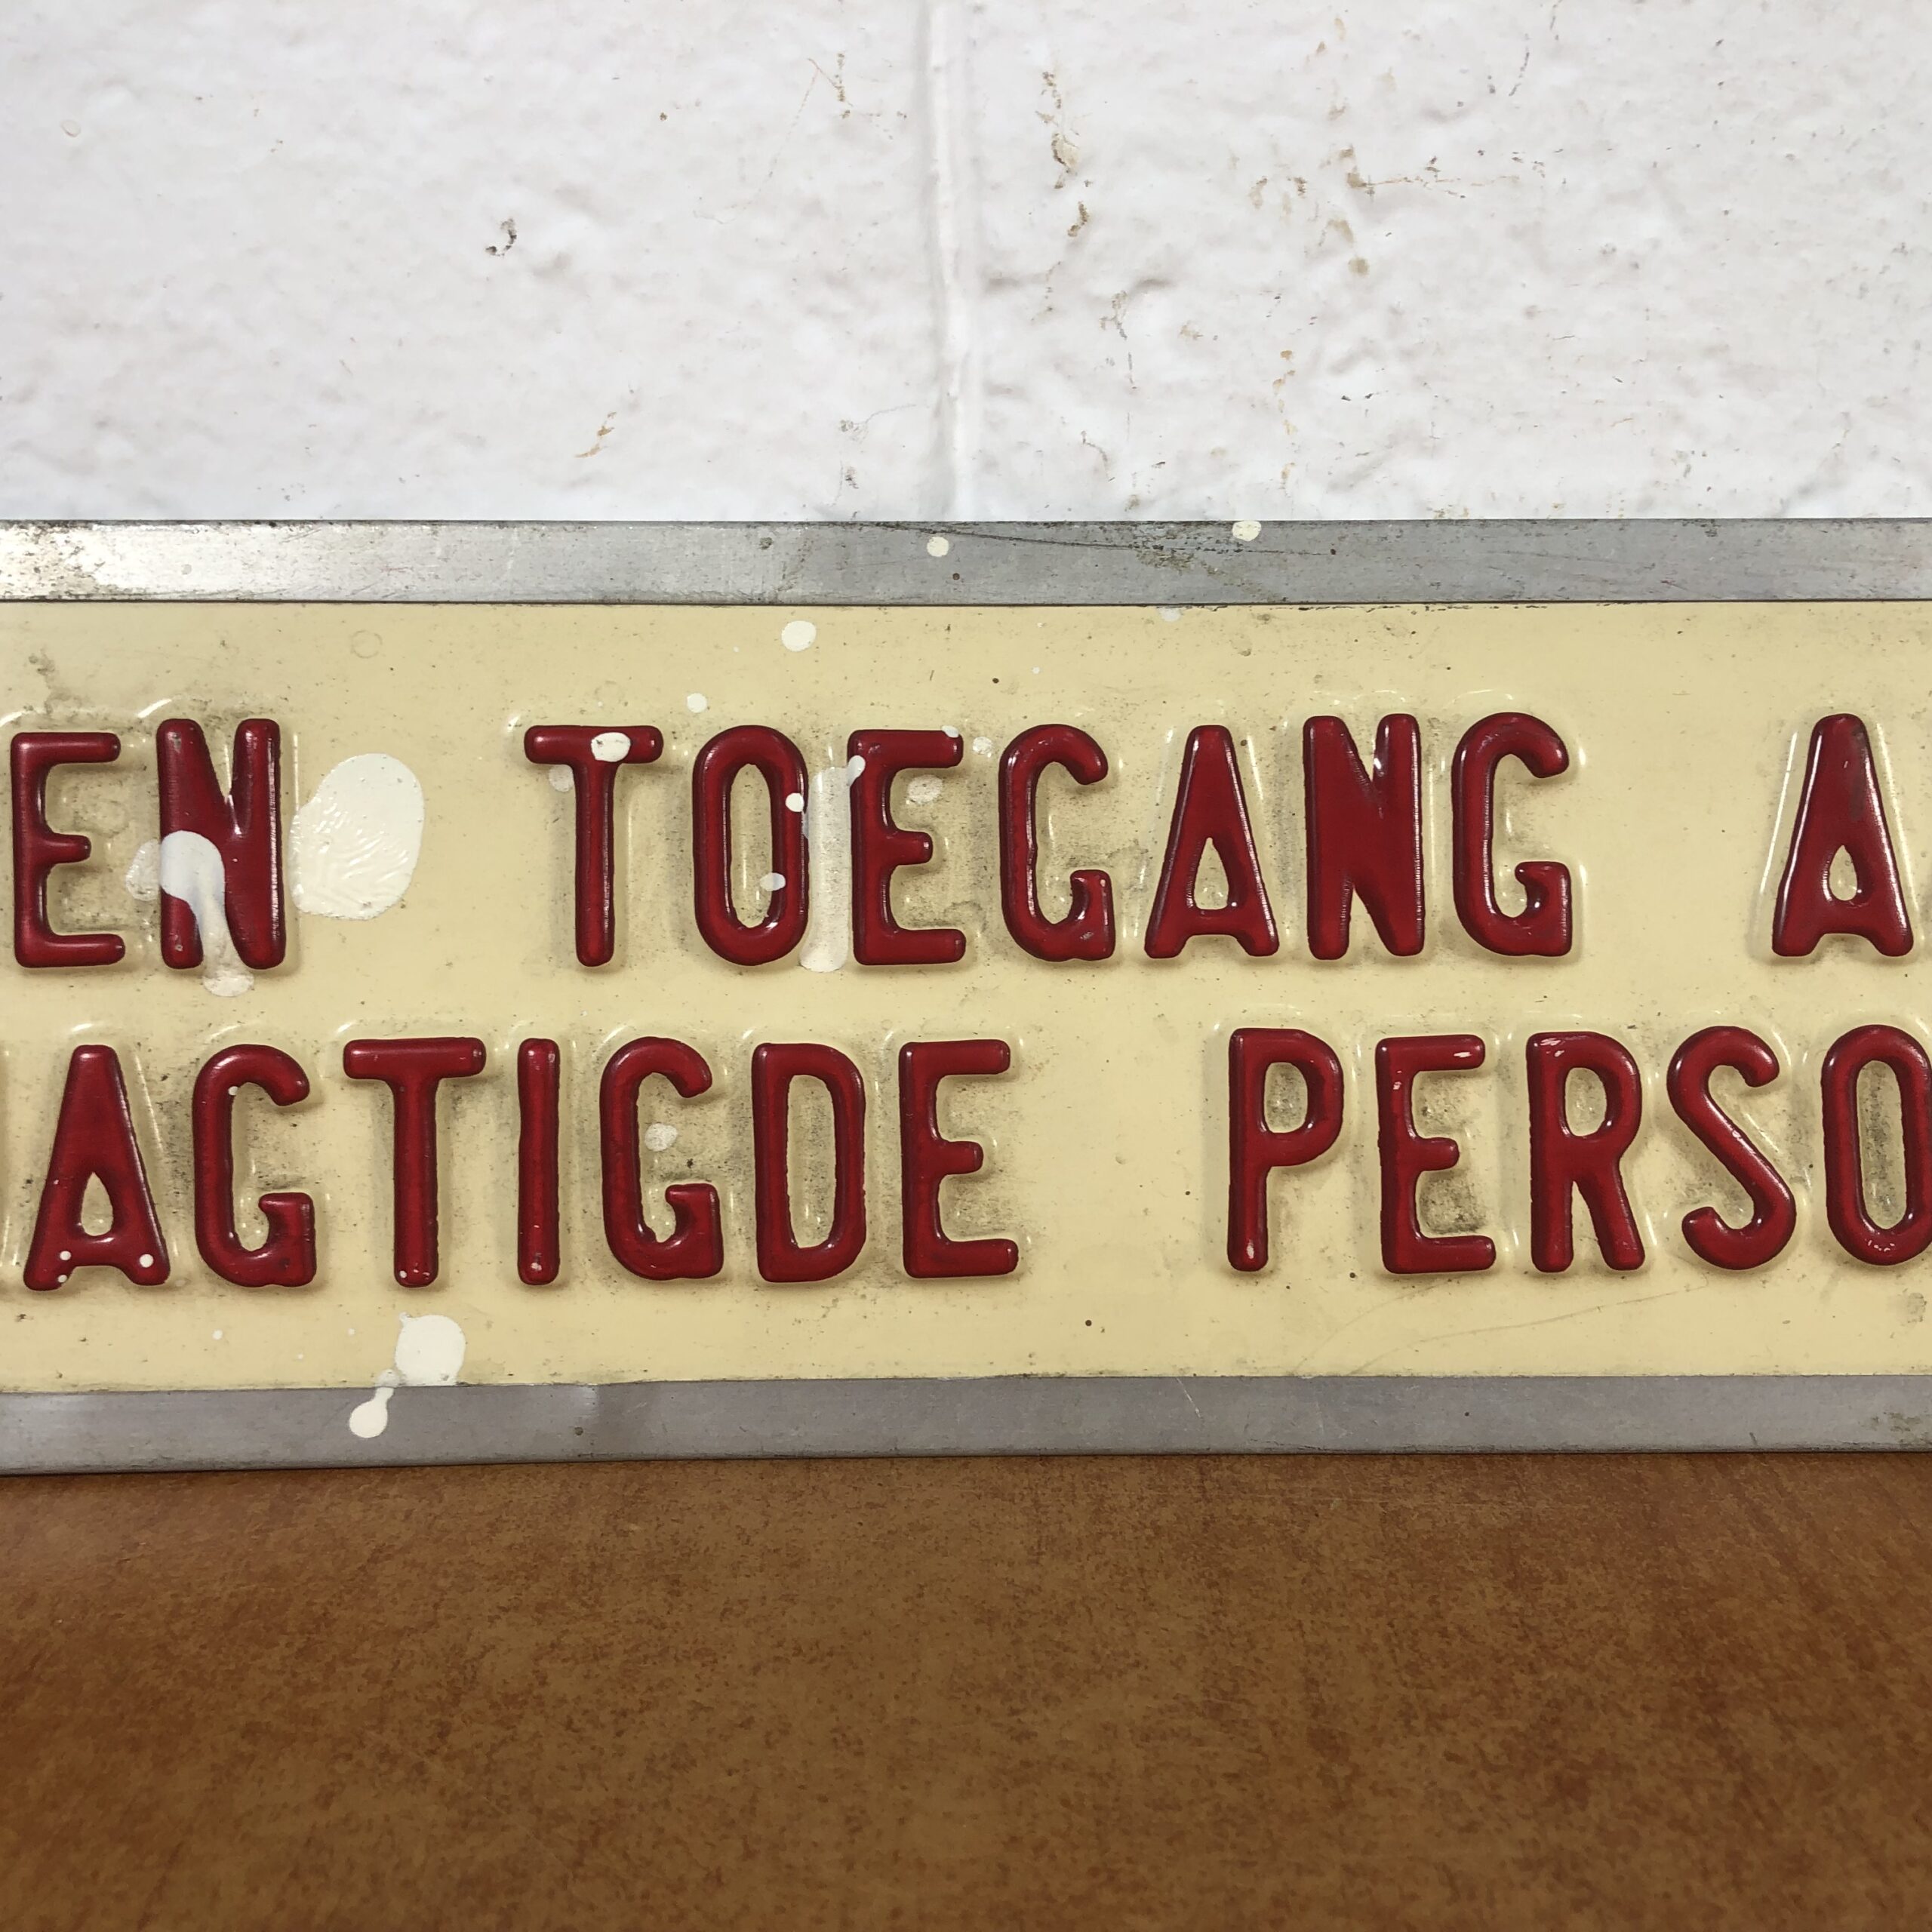 EN TOEGANG A
AGTIGDE PERSO